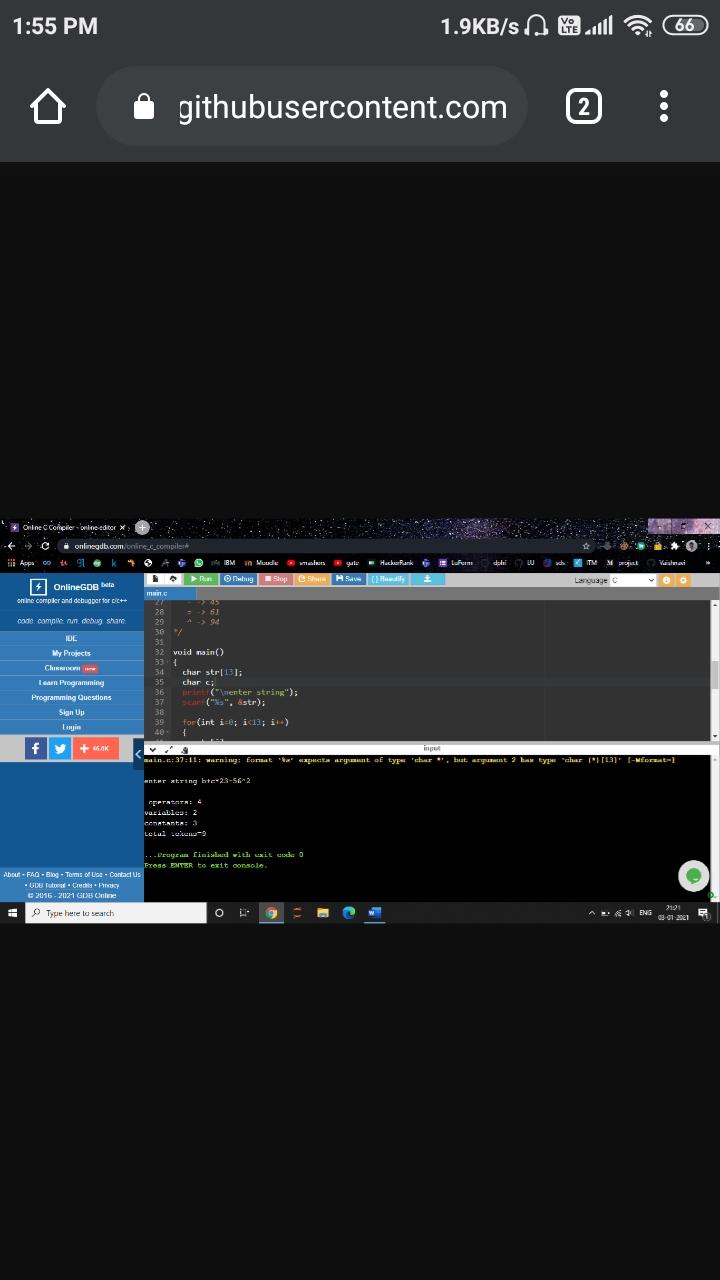 1:55 PM 1.9KB/s Vo LTE 66
githubusercontent.com 2
Online C Compiler - online editor
onlinegdb.com/online_c_compiler#
Apps IBM Moodle smashers gate HackerRank LuForm dphi LU sds ITM project Vaishnavi »
OnlineGDB beta
online compiler and debugger for c/c++
code. compile. run. debug. share.
IDE
My Projects
Classroom new
Learn Programming
Programming Questions
Sign Up
Login
46.6K
About • FAQ • Blog • Terms of Use • Contact Us
• GDB Tutorial • Credits • Privacy
© 2016 - 2021 GDB Online
Run Debug Stop Share Save { } Beautify Language C
main.c
27 - -> 45
28 = -> 61
29 ^ -> 94
30 */
31
32 void main()
33 {
34 char str[13];
35 char c;
36 printf("\nenter string");
37 scanf("%s", &str);
38
39 for(int i=0; i<13; i++)
40 {
input
main.c:37:11: warning: format '%s' expects argument of type 'char *', but argument 2 has type 'char (*)[13]' [-Wformat=]
operators: 4
variables: 2
constants: 3
total tokens=9
...Program finished with exit code 0
Press ENTER to exit console.
Type here to search
ENG
21:21
03-01-2021